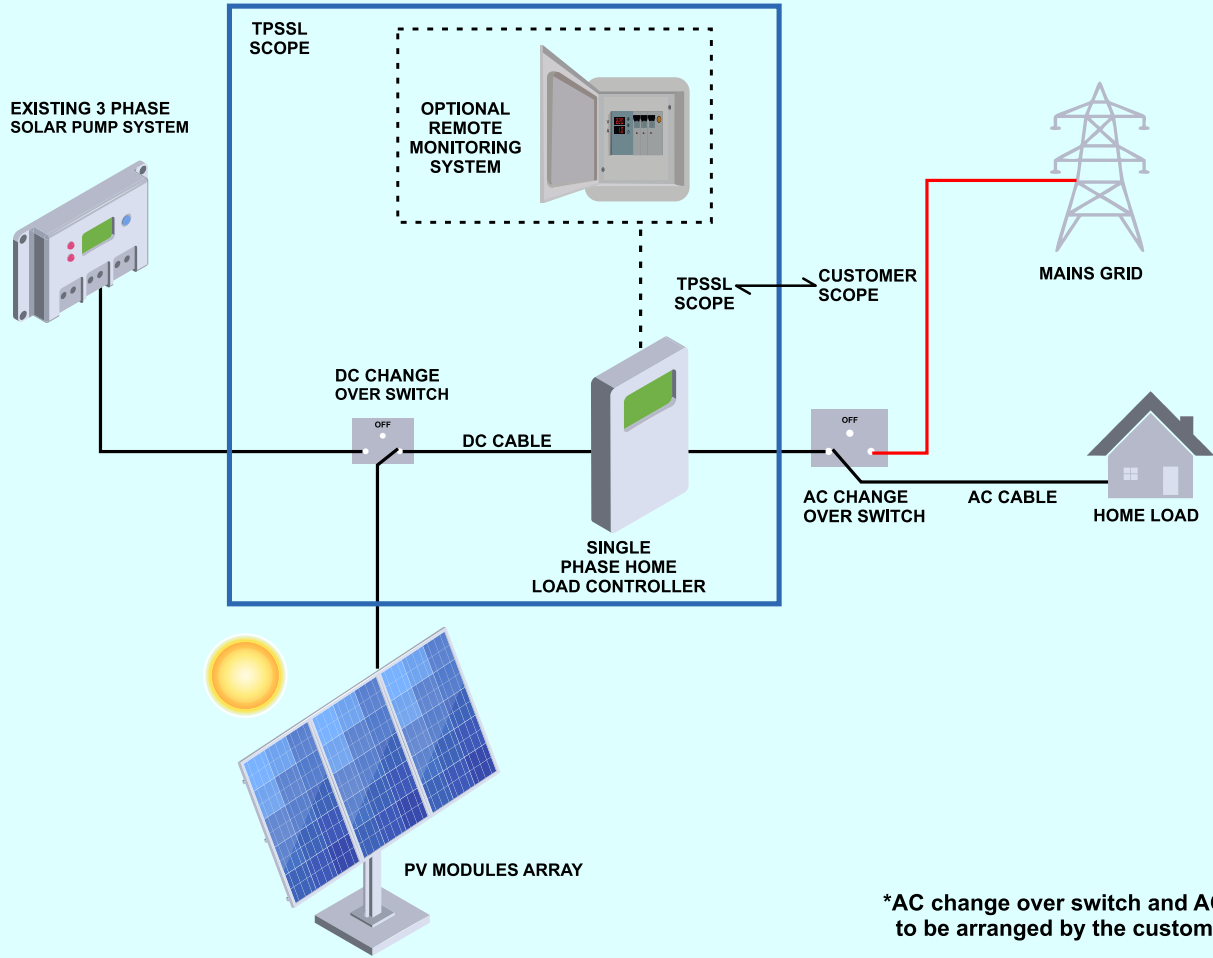 TPSSL
SCOPE
EXISTING 3 PHASE
SOLAR PUMP SYSTEM
OPTIONAL
REMOTE
MONITORING
SYSTEM
MAINS GRID
TPSSL
SCOPE
CUSTOMER
SCOPE
DC CHANGE
OVER SWITCH
OFF
DC CABLE
OFF
AC CHANGE
OVER SWITCH
AC CABLE
HOME LOAD
SINGLE
PHASE HOME
LOAD CONTROLLER
PV MODULES ARRAY
*AC change over switch and AC
to be arranged by the custom